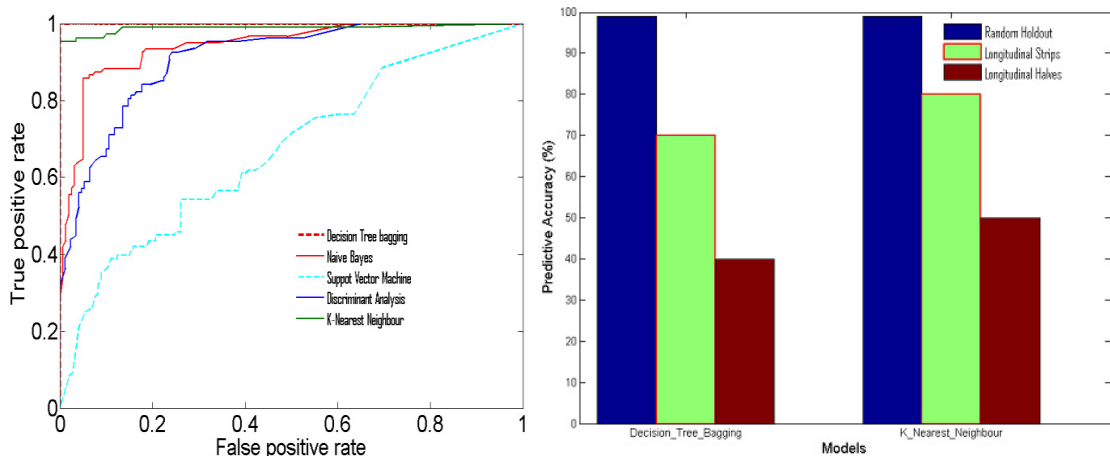 True positive rate
1
0.8
0.6
0.4
0.2
0
Decision Tree bagging
Naive Bayes
Suppot Vector Machine
Discriminant Analysis
K-Nearest Neighbour
0 0.2 0.4 0.6 0.8 1
False positive rate
Predictive Accuracy (%)
100
90
80
70
60
50
40
30
20
10
0
Random Holdout
Longitudinal Strips
Longitudinal Halves
Decision_Tree_Bagging K_Nearest_Neighbour
Models